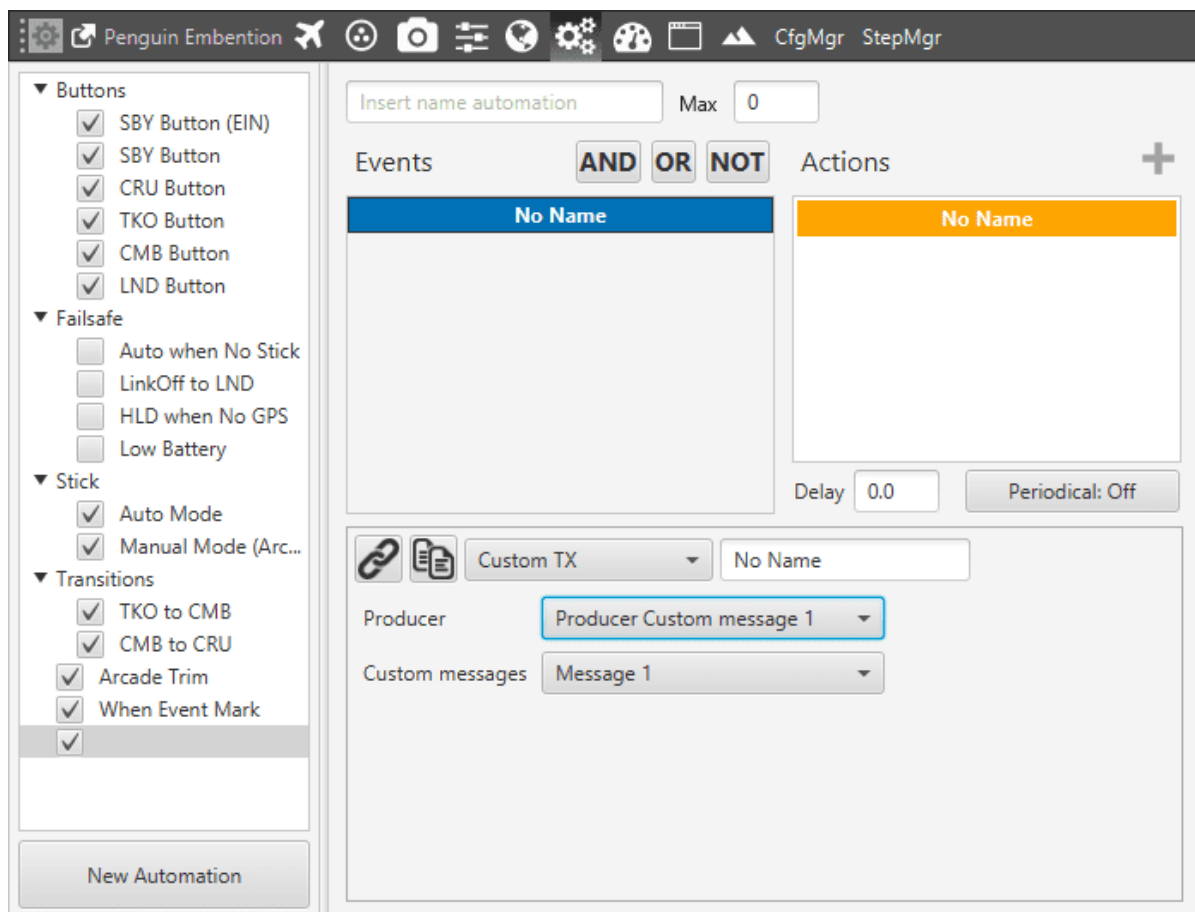 Penguin Embention CfgMgr StepMgr
Buttons
SBY Button (EIN)
SBY Button
CRU Button
TKO Button
CMB Button
LND Button
Failsafe
Auto when No Stick
LinkOff to LND
HLD when No GPS
Low Battery
Stick
Auto Mode
Manual Mode (Arc...
Transitions
TKO to CMB
CMB to CRU
Arcade Trim
When Event Mark
New Automation
Insert name automation Max 0
Events AND OR NOT Actions
No Name No Name
Delay 0.0 Periodical: Off
Custom TX No Name
Producer Producer Custom message 1
Custom messages Message 1